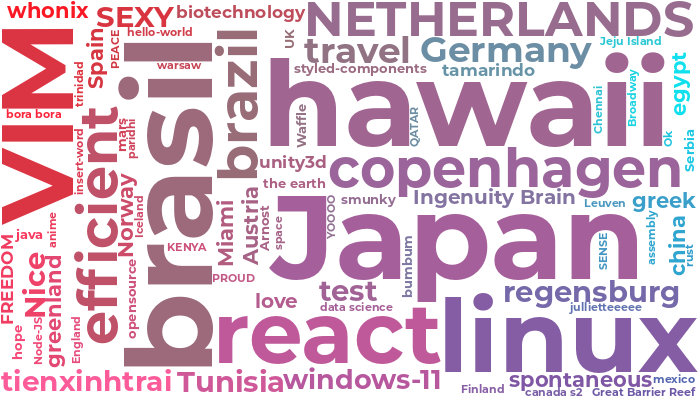 whonix
SEXY
biotechnology
NETHERLANDS
hello-world
PEACE
Spain
VIM
trinidad
bora bora
warsaw
UK
travel
Germany
Jeju Island
styled-components
tamarindo
egypt
brazil
hawaii
Waffle
QATAR
Chennai
Broadway
Ok
Serbia
efficient
mars
paridhi
insert-word
brasil
unity3d
copenhagen
the earth
smunky
Ingenuity Brain
Leuven
greek
Norway
Iceland
java
anime
KENYA
Miami
Austria
Arnost
space
YOOOO
Japan
SENSE
assembly
china
rust
FREEDOM
Nice
greenland
opensource
PROUD
bumbum
test
regensburg
love
data science
jullietteeeee
hope
Node-JS
England
react
linux
tienxinhtrai
Tunisia
windows-11
spontaneous
mexico
Finland
canada s2
Great Barrier Reef